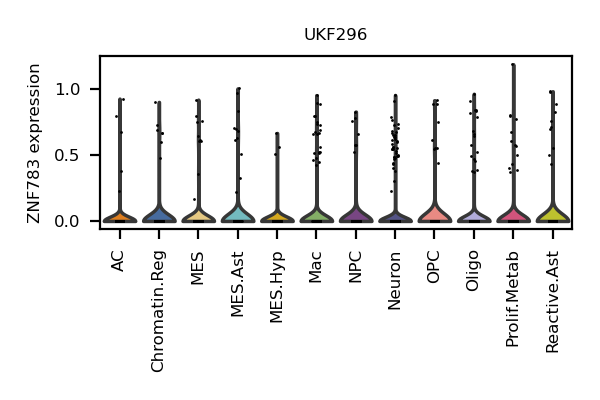 UKF296
ZNF783 expression
1.0
0.5
0.0
AC
Chromatin.Reg
MES
MES.Ast
MES.Hyp
Mac
NPC
Neuron
OPC
Oligo
Prolif.Metab
Reactive.Ast